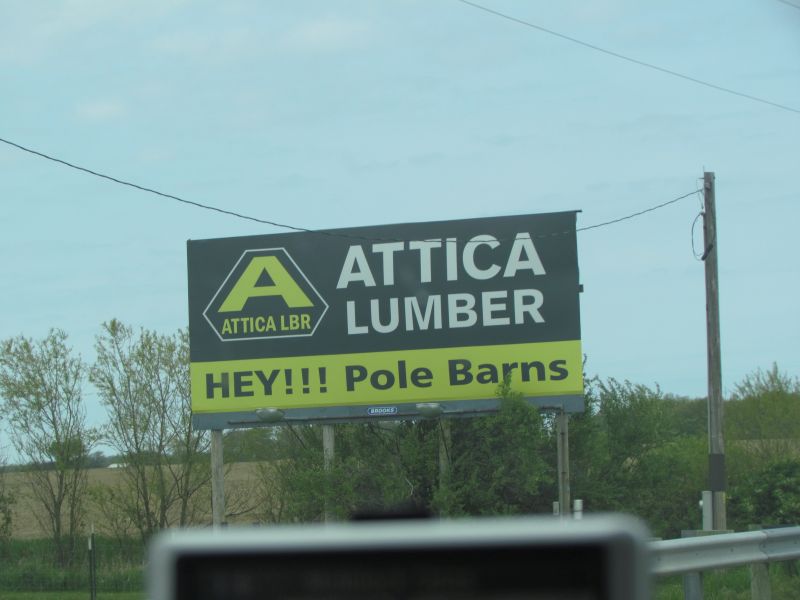 A
ATTICA LBR
ATTICA
LUMBER
HEY!!! Pole Barns
BROOKS